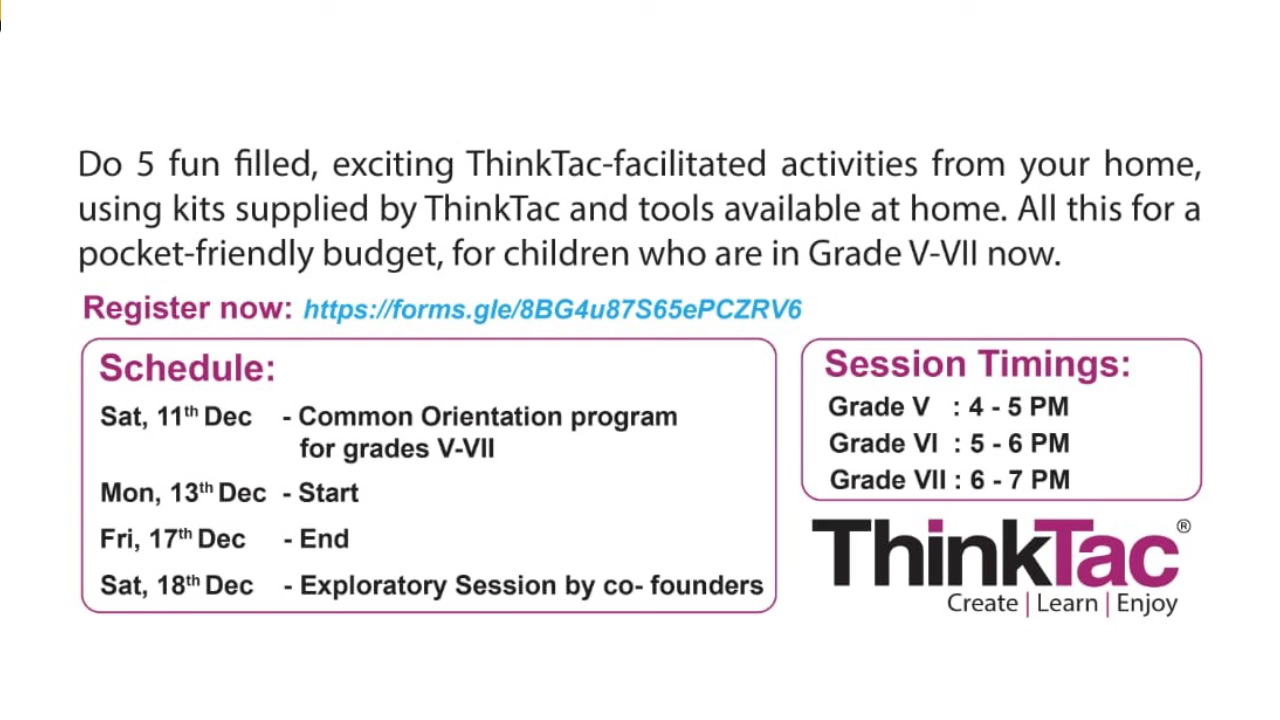 Do 5 fun filled, exciting ThinkTac-facilitated activities from your home,
using kits supplied by ThinkTac and tools available at home. All this for a
pocket-friendly budget, for children who are in Grade V-VII now.
Register now: https://forms.gle/8BG4u87S65ePCZRV6
Schedule:
Sat, 11th Dec - Common Orientation program
for grades V-VII
Mon, 13th Dec - Start
Fri, 17th Dec - End
Sat, 18th Dec - Exploratory Session by co- founders
Session Timings:
Grade V : 4 - 5 PM
Grade VI : 5 - 6 PM
Grade VII : 6 - 7 PM
ThinkTac®
Create | Learn | Enjoy